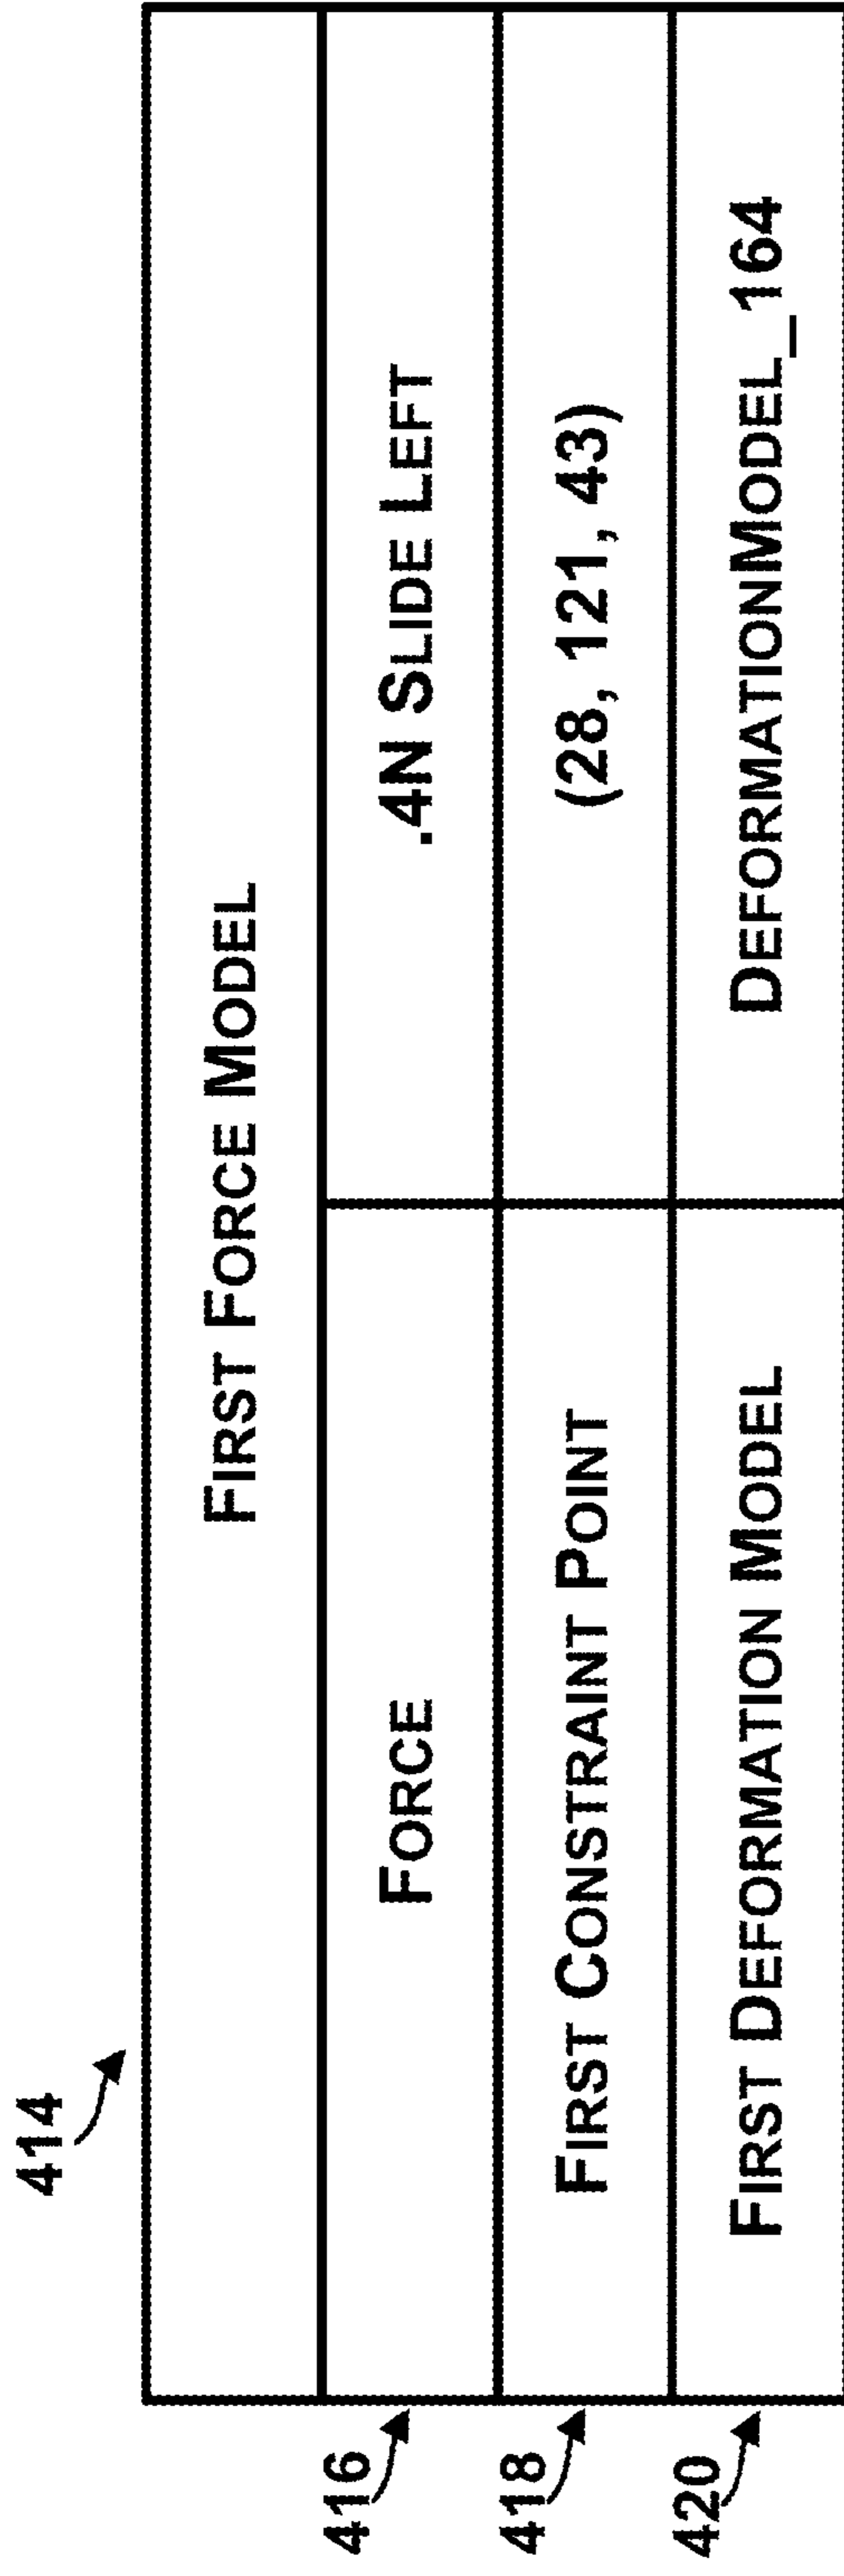 414
FIRST FORCE MODEL
416 FORCE .4N SLIDE LEFT
418 FIRST CONSTRAINT POINT (28, 121, 43)
420 FIRST DEFORMATION MODEL DEFORMATIONMODEL_164